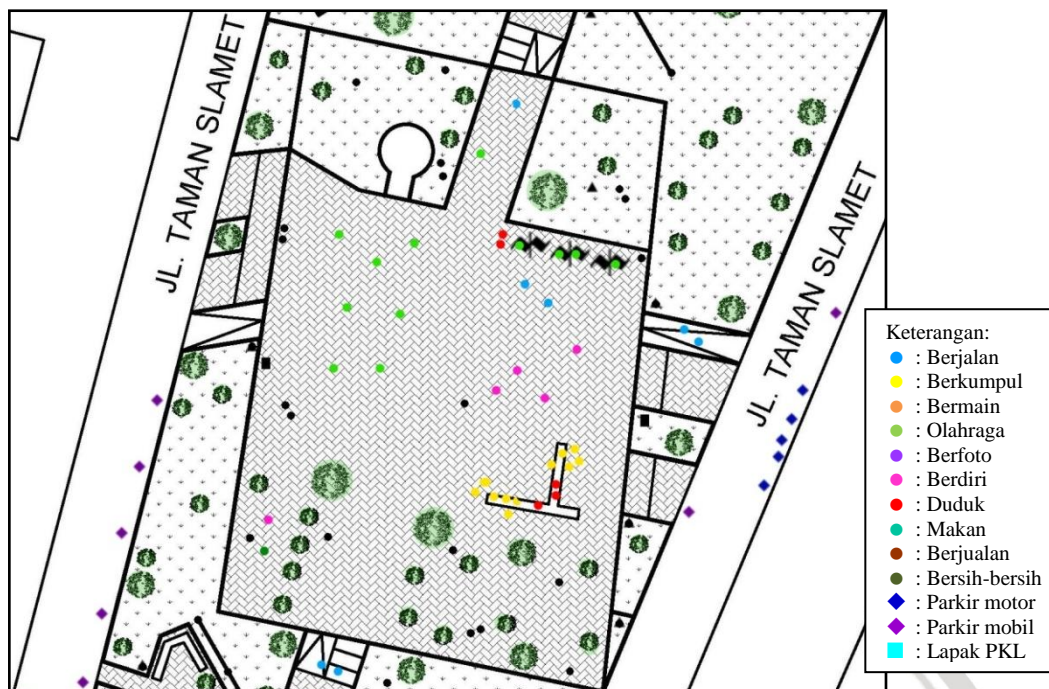 JL. TAMAN SLAMET
JL. TAMAN SLAMET
Keterangan:
: Berjalan
: Berkumpul
: Bermain
: Olahraga
: Berfoto
: Berdiri
: Duduk
: Makan
: Berjualan
: Bersih-bersih
: Parkir motor
: Parkir mobil
: Lapak PKL